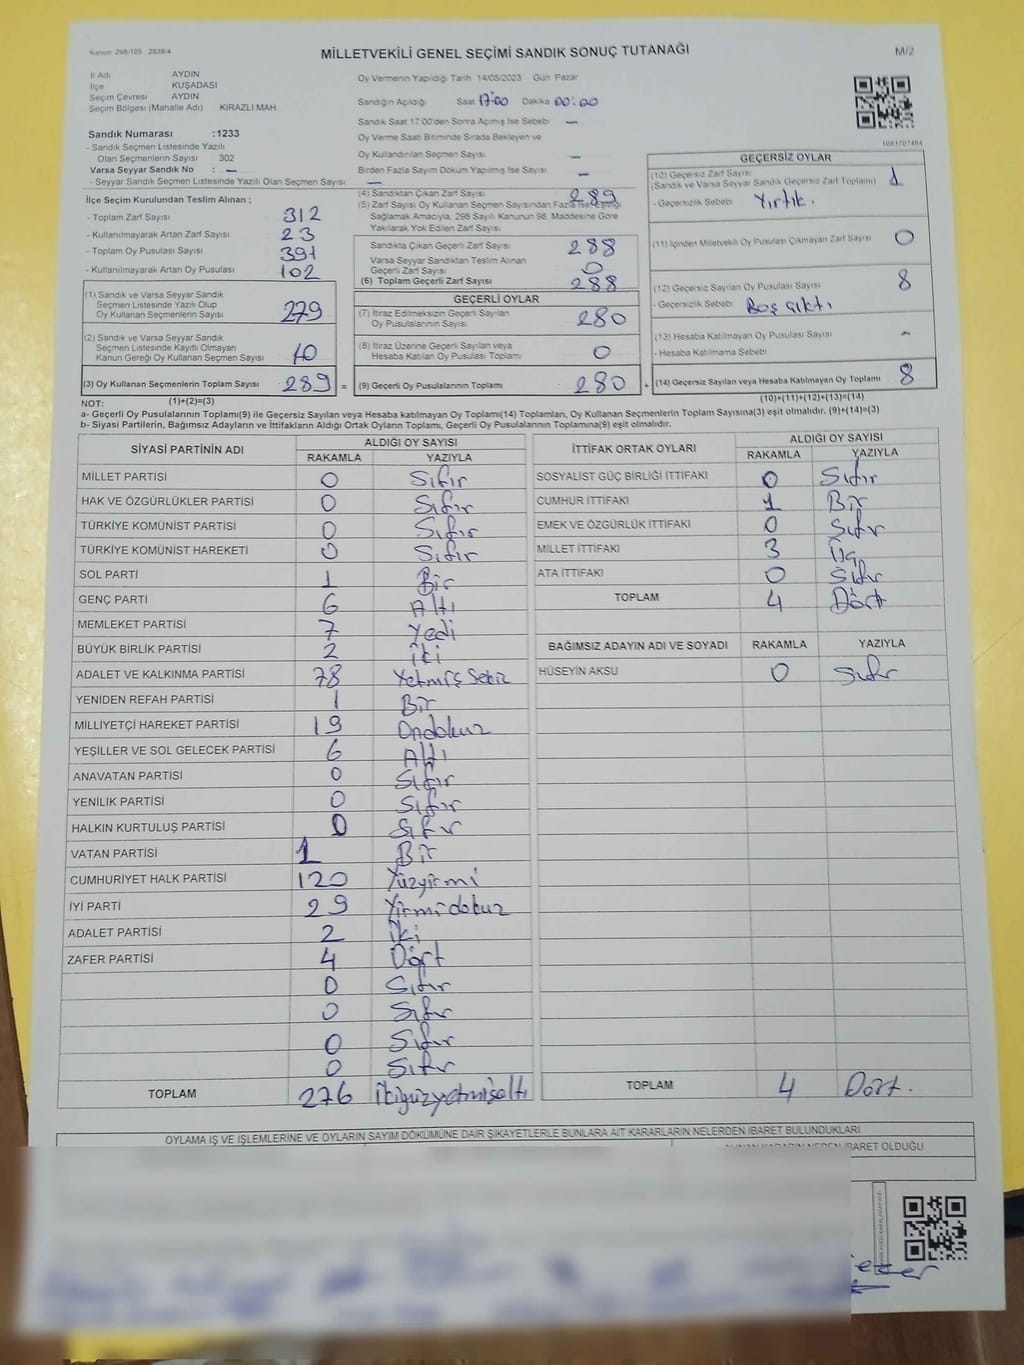 Kanun: 298/105 2839/4
MİLLETVEKİLİ GENEL SEÇİMİ SANDIK SONUÇ TUTANAĞI
M/2
İl Adı AYDIN
İlçe KUŞADASI
Seçim Çevresi AYDIN
Seçim Bölgesi (Mahalle Adı) KİRAZLI MAH.
Sandık Numarası :1233
- Sandık Seçmen Listesinde Yazılı
Olan Seçmenlerin Sayısı 302
Varsa Seyyar Sandık No : —
- Seyyar Sandık Seçmen Listesinde Yazılı Olan Seçmen Sayısı —
İlçe Seçim Kurulundan Teslim Alınan ;
- Toplam Zarf Sayısı 312
- Kullanılmayarak Artan Zarf Sayısı 23
- Toplam Oy Pusulası Sayısı 391
- Kullanılmayarak Artan Oy Pusulası 102
(1) Sandık ve Varsa Seyyar Sandık
Seçmen Listesinde Yazılı Olup
Oy Kullanan Seçmenlerin Sayısı 279
(2) Sandık ve Varsa Seyyar Sandık
Seçmen Listesinde Kayıtlı Olmayan
Kanun Gereği Oy Kullanan Seçmen Sayısı 10
(3) Oy Kullanan Seçmenlerin Toplam Sayısı 289 =
Oy Vermenin Yapıldığı Tarih 14/05/2023 Gün Pazar
Sandığın Açıldığı Saat 17:00 Dakika 00:00
Sandık Saat 17:00'den Sonra Açılmış İse Sebebi —
Oy Verme Saati Bitiminde Sırada Bekleyen ve
Oy Kullandırılan Seçmen Sayısı —
Birden Fazla Sayım Döküm Yapılmış İse Sayısı —
(4) Sandıktan Çıkan Zarf Sayısı 289
(5) Zarf Sayısı Oy Kullanan Seçmen Sayısından Fazla İse Eşitliği
Sağlamak Amacıyla, 298 Sayılı Kanunun 98. Maddesine Göre
Yakılarak Yok Edilen Zarf Sayısı
Sandıkta Çıkan Geçerli Zarf Sayısı 288
Varsa Seyyar Sandıktan Teslim Alınan
Geçerli Zarf Sayısı 0
(6) Toplam Geçerli Zarf Sayısı 288
GEÇERLİ OYLAR
(7) İtiraz Edilmeksizin Geçerli Sayılan
Oy Pusulalarının Sayısı 280
(8) İtiraz Üzerine Geçerli Sayılan veya
Hesaba Katılan Oy Pusulası Toplamı 0
(9) Geçerli Oy Pusulalarının Toplamı 280 +
1083707464
GEÇERSİZ OYLAR
(10) Geçersiz Zarf Sayısı
(Sandık ve Varsa Seyyar Sandık Geçersiz Zarf Toplamı) 1
- Geçersizlik Sebebi Yırtık.
(11) İçinden Milletvekili Oy Pusulası Çıkmayan Zarf Sayısı 0
(12) Geçersiz Sayılan Oy Pusulası Sayısı 8
- Geçersizlik Sebebi Boş çıktı
(13) Hesaba Katılmayan Oy Pusulası Sayısı -
- Hesaba Katılmama Sebebi
(14) Geçersiz Sayılan veya Hesaba Katılmayan Oy Toplamı 8
NOT: (1)+(2)=(3) (10)+(11)+(12)+(13)=(14)
a- Geçerli Oy Pusulalarının Toplamı(9) ile Geçersiz Sayılan veya Hesaba katılmayan Oy Toplamı(14) Toplamları, Oy Kullanan Seçmenlerin Toplam Sayısına(3) eşit olmalıdır. (9)+(14)=(3)
b- Siyasi Partilerin, Bağımsız Adayların ve İttifakların Aldığı Ortak Oyların Toplamı, Geçerli Oy Pusulalarının Toplamına(9) eşit olmalıdır.
SİYASİ PARTİNİN ADI ALDIĞI OY SAYISI
RAKAMLA YAZIYLA
MİLLET PARTİSİ 0 Sıfır
HAK VE ÖZGÜRLÜKLER PARTİSİ 0 Sıfır
TÜRKİYE KOMÜNİST PARTİSİ 0 Sıfır
TÜRKİYE KOMÜNİST HAREKETİ 0 Sıfır
SOL PARTİ 1 Bir
GENÇ PARTİ 6 Altı
MEMLEKET PARTİSİ 7 Yedi
BÜYÜK BİRLİK PARTİSİ 2 İki
ADALET VE KALKINMA PARTİSİ 78 Yetmiş Sekiz
YENİDEN REFAH PARTİSİ 1 Bir
MİLLİYETÇİ HAREKET PARTİSİ 19 Ondokuz
YEŞİLLER VE SOL GELECEK PARTİSİ 6 Altı
ANAVATAN PARTİSİ 0 Sıfır
YENİLİK PARTİSİ 0 Sıfır
HALKIN KURTULUŞ PARTİSİ 0 Sıfır
VATAN PARTİSİ 1 Bir
CUMHURİYET HALK PARTİSİ 120 Yüzyirmi
İYİ PARTİ 29 Yirmidokuz
ADALET PARTİSİ 2 İki
ZAFER PARTİSİ 4 Dört
0 Sıfır
0 Sıfır
0 Sıfır
0 Sıfır
TOPLAM 276 İkiyüzyetmişaltı
İTTİFAK ORTAK OYLARI ALDIĞI OY SAYISI
RAKAMLA YAZIYLA
SOSYALİST GÜÇ BİRLİĞİ İTTİFAKI 0 Sıfır
CUMHUR İTTİFAKI 1 Bir
EMEK VE ÖZGÜRLÜK İTTİFAKI 0 Sıfır
MİLLET İTTİFAKI 3 Üç
ATA İTTİFAKI 0 Sıfır
TOPLAM 4 Dört
BAĞIMSIZ ADAYIN ADI VE SOYADI RAKAMLA YAZIYLA
HÜSEYİN AKSU 0 Sıfır
TOPLAM 4 Dört.
OYLAMA İŞ VE İŞLEMLERİNE VE OYLARIN SAYIM DÖKÜMÜNE DAİR ŞİKAYETLERLE BUNLARA AİT KARARLARIN NELERDEN İBARET BULUNDUKLARI
ALINAN KARARIN NEDEN İBARET OLDUĞU